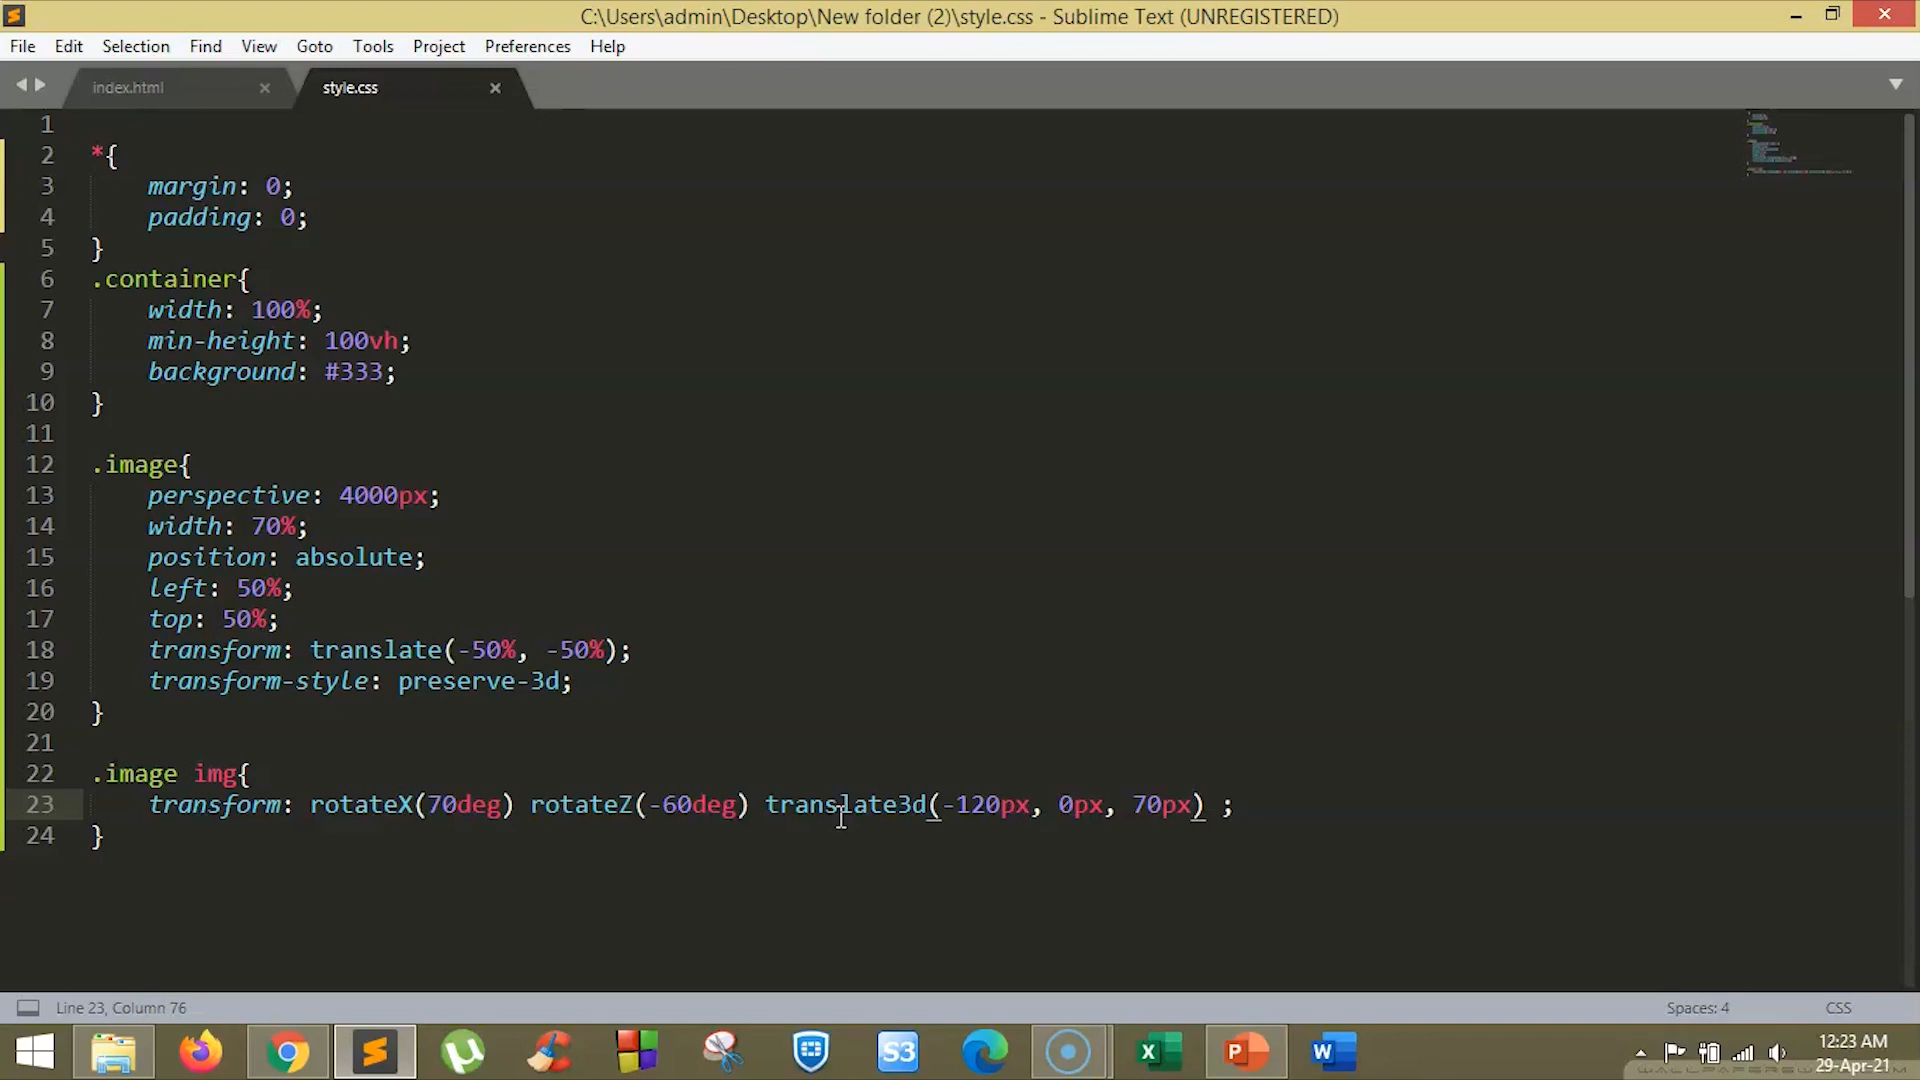 C:\Users\admin\Desktop\New folder (2)\style.css - Sublime Text (UNREGISTERED)
File Edit Selection Find View Goto Tools Project Preferences Help
index.html style.css
1
2 *{
3 margin: 0;
4 padding: 0;
5 }
6 .container{
7 width: 100%;
8 min-height: 100vh;
9 background: #333;
10 }
11
12 .image{
13 perspective: 4000px;
14 width: 70%;
15 position: absolute;
16 left: 50%;
17 top: 50%;
18 transform: translate(-50%, -50%);
19 transform-style: preserve-3d;
20 }
21
22 .image img{
23 transform: rotateX(70deg) rotateZ(-60deg) translate3d(-120px, 0px, 70px) ;
24 }
Line 23, Column 76 Spaces: 4 CSS
S3
12:23 AM
29-Apr-21